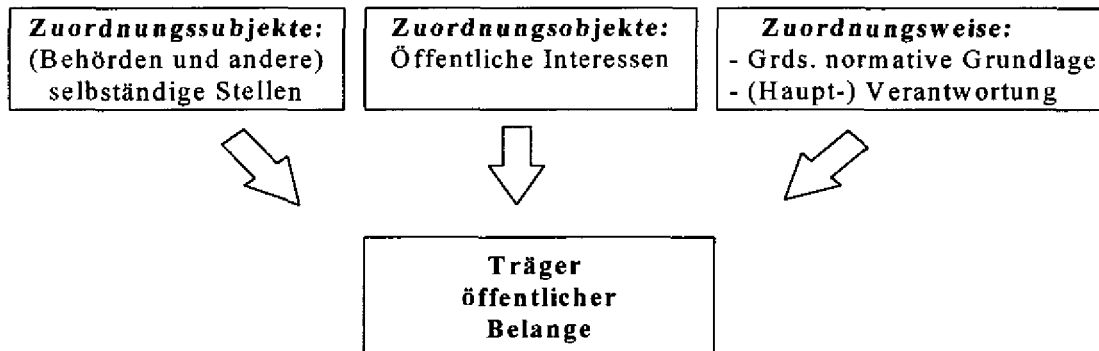 Zuordnungssubjekte:
(Behörden und andere)
selbständige Stellen
Zuordnungsobjekte:
Öffentliche Interessen
Zuordnungsweise:
- Grds. normative Grundlage
- (Haupt-) Verantwortung
Träger
öffentlicher
Belange